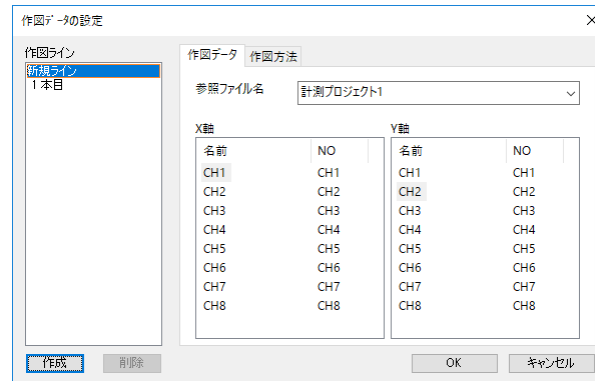 作図データの設定
作図ライン
新規ライン
1 本目
作図データ 作図方法
参照ファイル名 計測プロジェクト1
X軸 Y軸
名前 NO 名前 NO
CH1 CH1 CH1 CH1
CH2 CH2 CH2 CH2
CH3 CH3 CH3 CH3
CH4 CH4 CH4 CH4
CH5 CH5 CH5 CH5
CH6 CH6 CH6 CH6
CH7 CH7 CH7 CH7
CH8 CH8 CH8 CH8
作成 削除 OK キャンセル